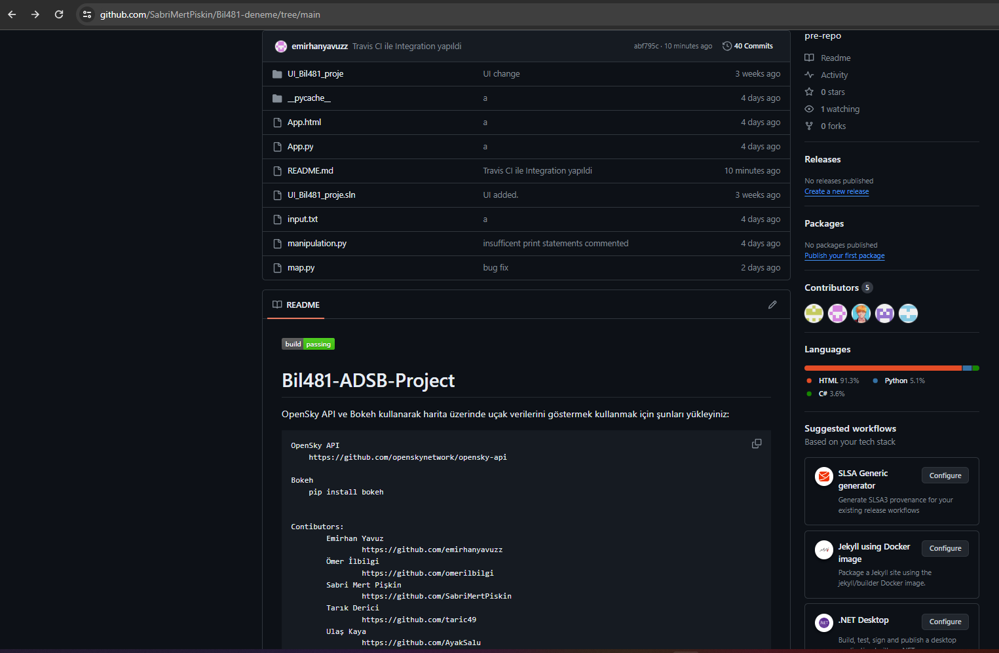 github.com/SabriMertPiskin/Bil481-deneme/tree/main
emirhanyavuzz Travis CI ile Integration yapıldı abf795c · 10 minutes ago 40 Commits
UI_Bil481_proje UI change 3 weeks ago
__pycache__ a 4 days ago
App.html a 4 days ago
App.py a 4 days ago
README.md Travis CI ile Integration yapıldı 10 minutes ago
UI_Bil481_proje.sln UI added. 3 weeks ago
input.txt a 4 days ago
manipulation.py insufficent print statements commented 4 days ago
map.py bug fix 2 days ago
README
build passing
Bil481-ADSB-Project
OpenSky API ve Bokeh kullanarak harita üzerinde uçak verilerini göstermek kullanmak için şunları yükleyiniz:
OpenSky API
https://github.com/openskynetwork/opensky-api
Bokeh
pip install bokeh
Contibutors:
Emirhan Yavuz
https://github.com/emirhanyavuzz
Ömer İlbilgi
https://github.com/omerilbilgi
Sabri Mert Pişkin
https://github.com/SabriMertPiskin
Tarık Derici
https://github.com/taric49
Ulaş Kaya
https://github.com/AyakSalu
pre-repo
Readme
Activity
0 stars
1 watching
0 forks
Releases
No releases published
Create a new release
Packages
No packages published
Publish your first package
Contributors 5
Languages
HTML 91.3% Python 5.1%
C# 3.6%
Suggested workflows
Based on your tech stack
SLSA Generic
generator
Configure
Generate SLSA3 provenance for your
existing release workflows
Jekyll using Docker
image
Configure
Package a Jekyll site using the
jekyll/builder Docker image.
.NET Desktop
Configure
Build, test, sign and publish a desktop